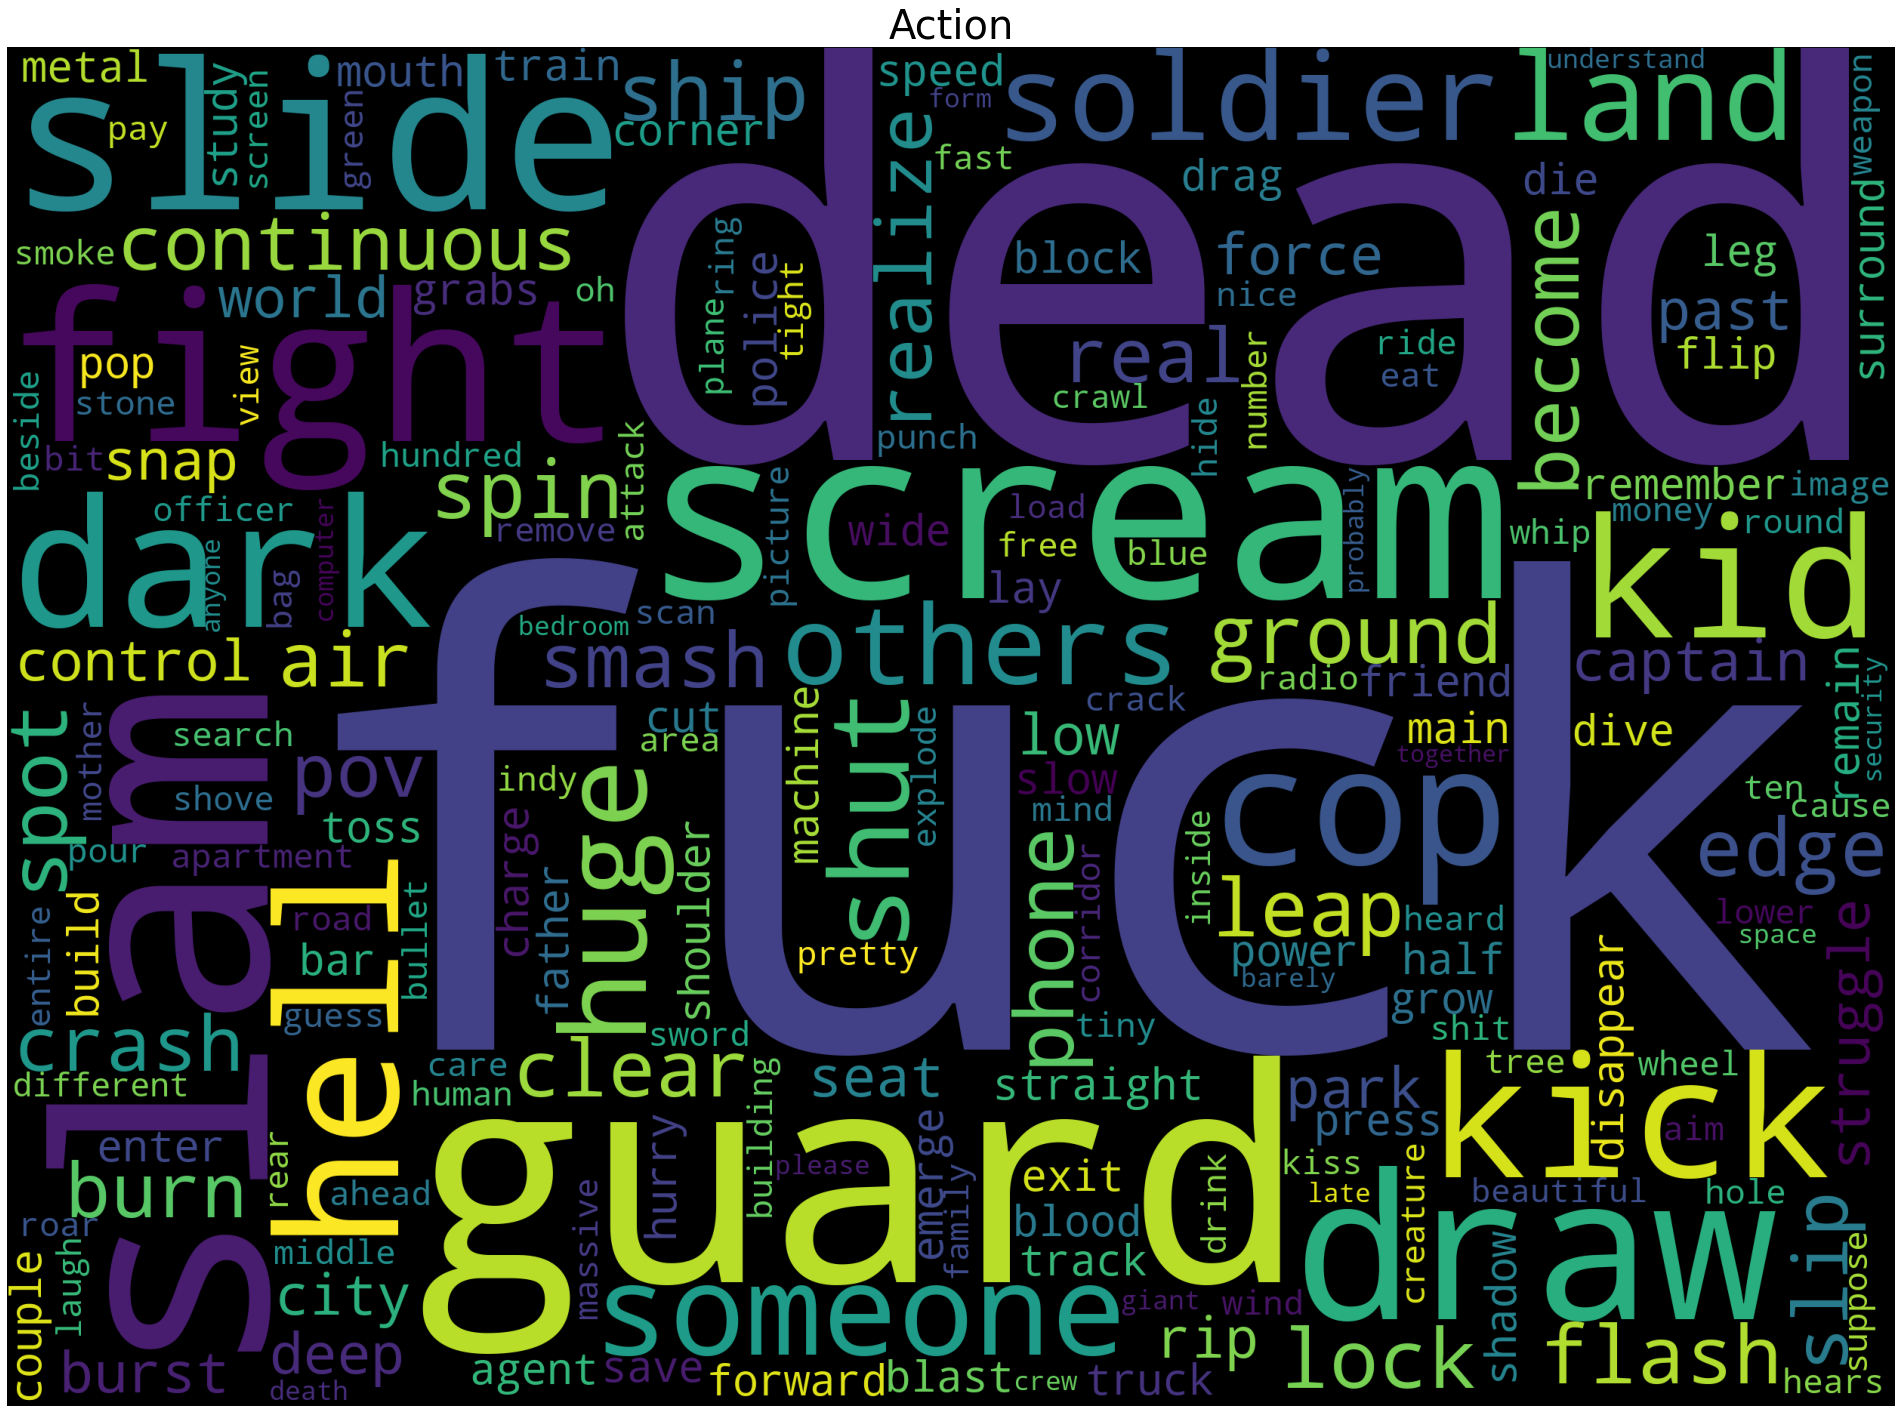 Action
metal
slide
mouth
train
ship
speed
soldier
land
understand
weapon
pay
study
screen
green
corner
form
fast
realize
drag
die
dead
surround
smoke
continuous
world
grabs
oh
ring
police
plane
tight
block
force
nice
real
crawl
ride
eat
number
become
leg
past
flip
fight
pop
view
stone
beside
bit
snap
hundred
spin
attack
punch
hide
scream
remember
image
dark
officer
anyone
bag
computer
remove
picture
wide
load
free
blue
lay
probably
whip
money
round
kid
control
air
bedroom
scan
smash
others
ground
radio
friend
captain
remain
security
crack
fuck
spot
mother
search
shove
pov
toss
cut
area
machine
shut
explode
low
slow
mind
main
together
dive
cop
ten
cause
edge
pour
apartment
slam
indy
huge
charge
father
shoulder
pretty
phone
corridor
inside
leap
heard
power
barely
half
grow
lower
space
entire
build
road
bar
bullet
guess
hell
crash
sword
tiny
shit
disappear
struggle
different
care
human
clear
building
seat
straight
park
press
tree
wheel
kick
aim
enter
rear
burn
ahead
hurry
please
guard
emerge
family
exit
blood
drink
kiss
late
creature
beautiful
hole
roar
laugh
middle
massive
track
draw
shadow
slip
suppose
couple
city
someone
giant
wind
burst
deep
death
agent
save
forward
blast
crew
truck
rip
lock
flash
hears